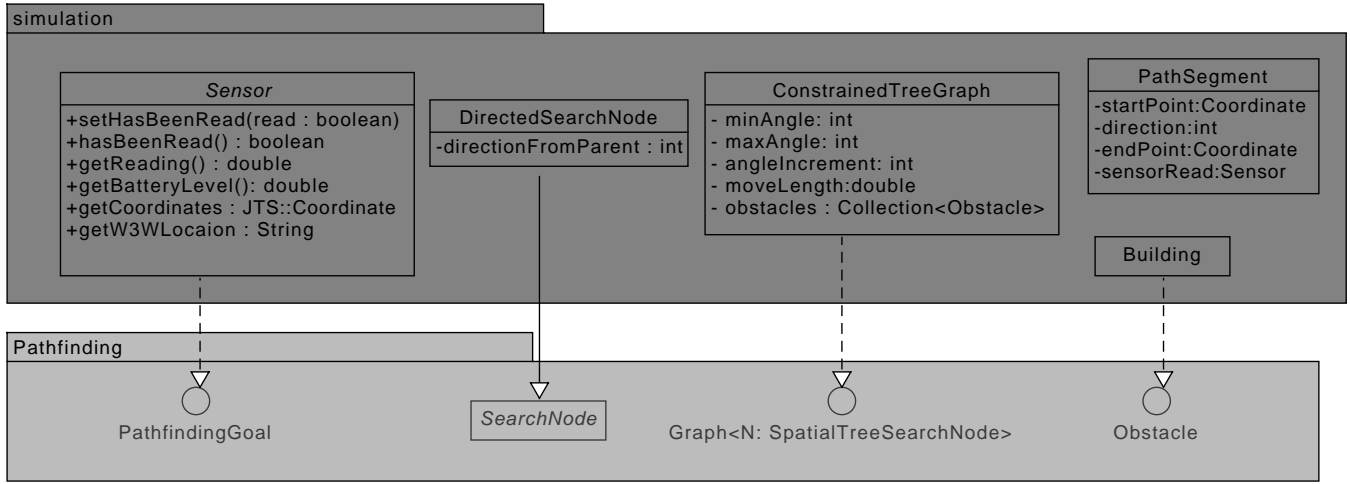 simulation
Sensor
+setHasBeenRead(read : boolean)
+hasBeenRead() : boolean
+getReading() : double
+getBatteryLevel(): double
+getCoordinates : JTS::Coordinate
+getW3WLocaion : String
DirectedSearchNode
-directionFromParent : int
ConstrainedTreeGraph
- minAngle: int
- maxAngle: int
- angleIncrement: int
- moveLength:double
- obstacles : Collection<Obstacle>
PathSegment
-startPoint:Coordinate
-direction:int
-endPoint:Coordinate
-sensorRead:Sensor
Building
Pathfinding
PathfindingGoal
SearchNode
Graph<N: SpatialTreeSearchNode>
Obstacle